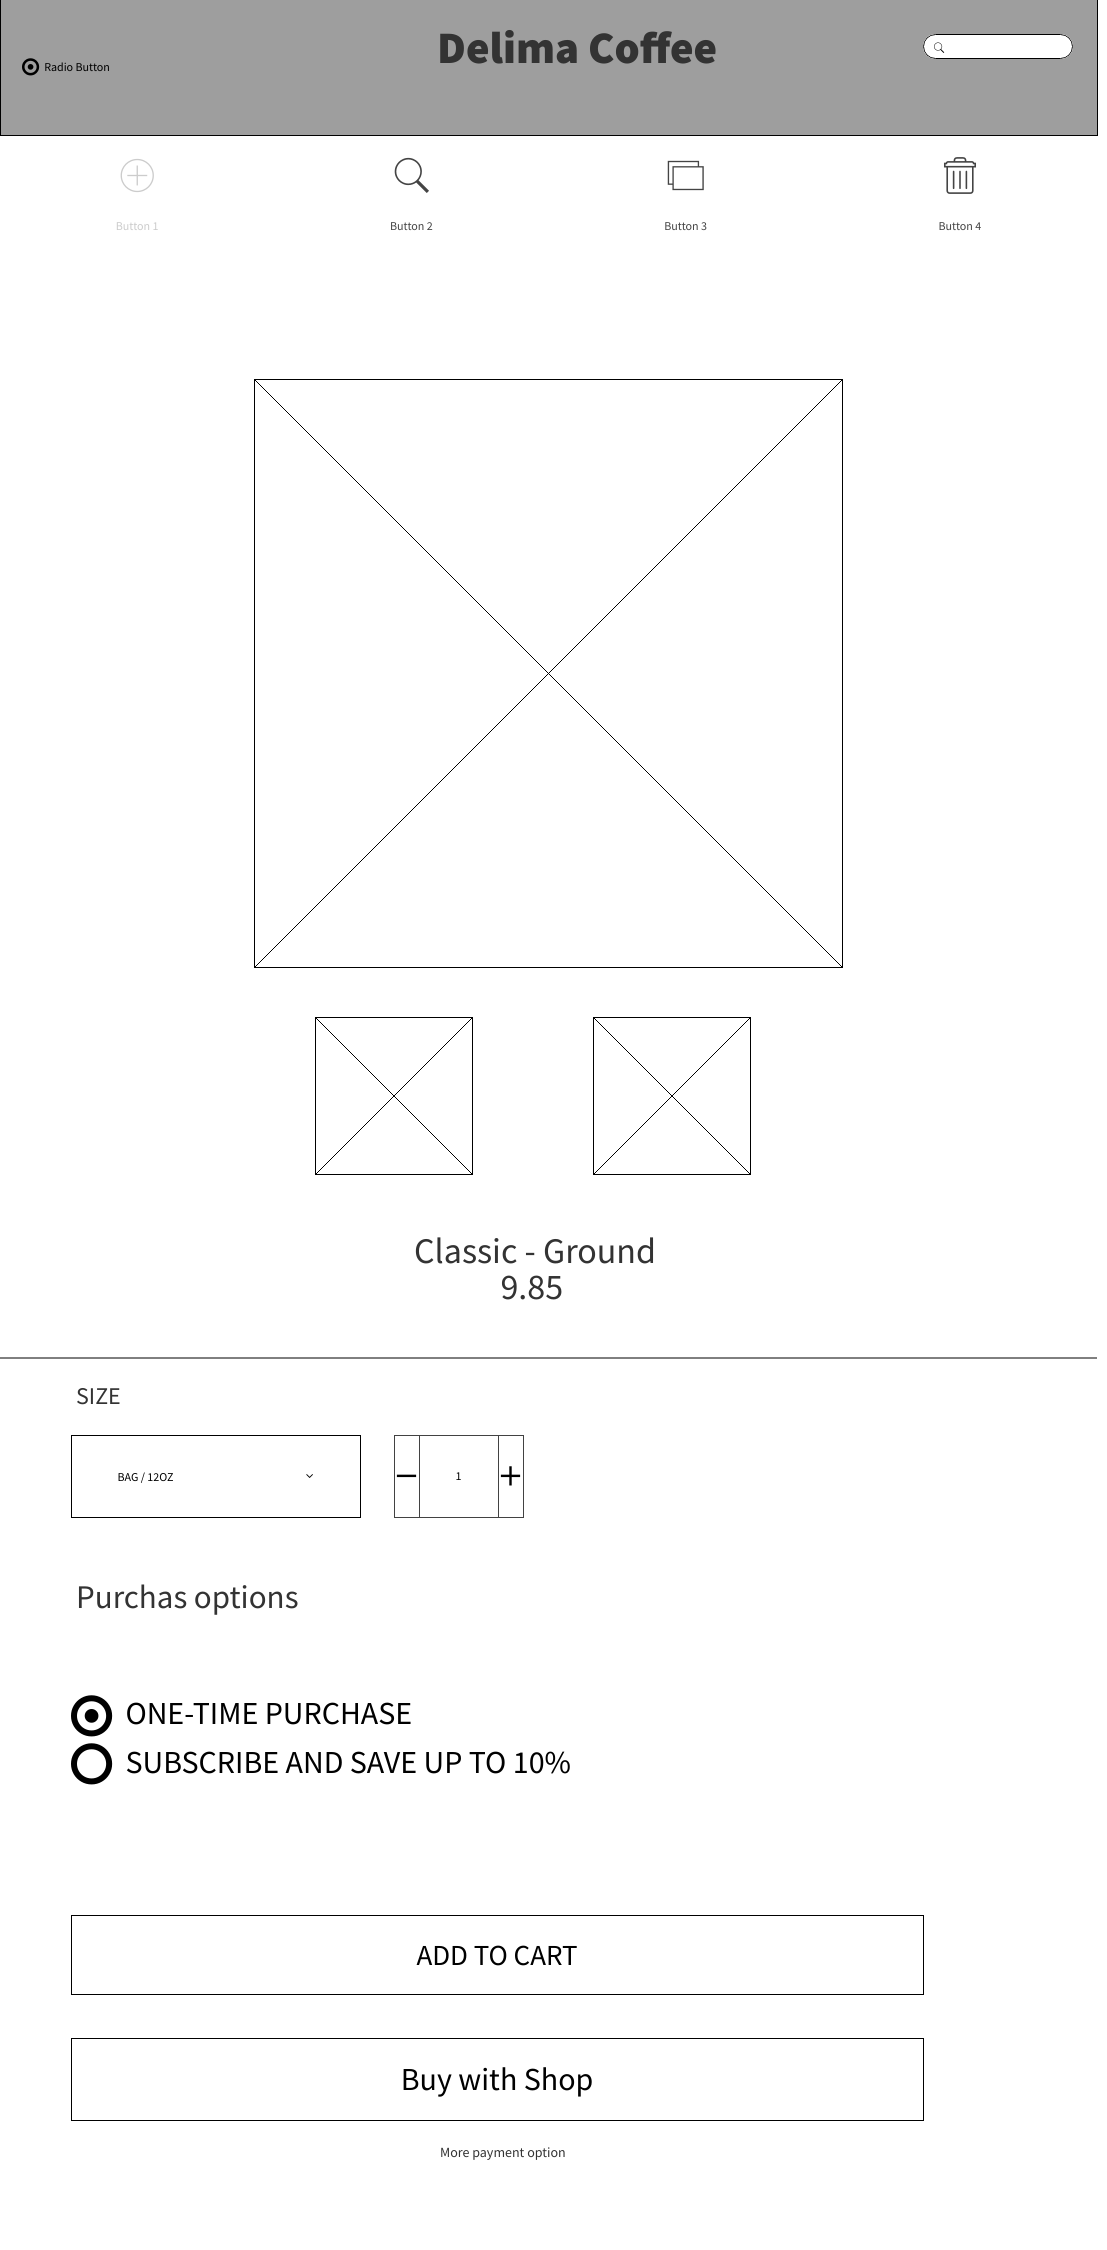 Delima Coffee
Radio Button
Button 1
Button 2
Button 3
Button 4
Classic - Ground
9.85
SIZE
BAG / 12OZ
1
Purchas options
ONE-TIME PURCHASE
SUBSCRIBE AND SAVE UP TO 10%
ADD TO CART
Buy with Shop
More payment option